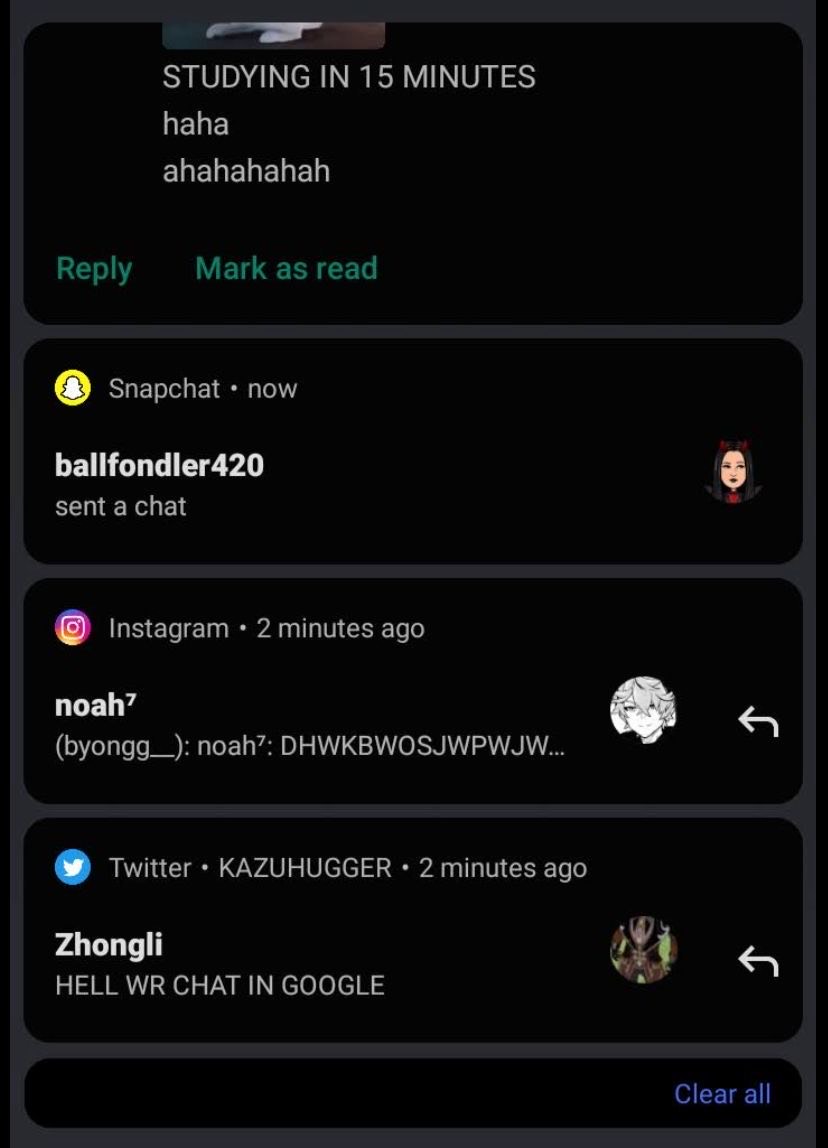 STUDYING IN 15 MINUTES
haha
ahahahahah
Reply Mark as read
Snapchat • now
ballfondler420
sent a chat
Instagram • 2 minutes ago
noah⁷
(byongg__): noah⁷: DHWKBWOSJWPWJW...
Twitter • KAZUHUGGER • 2 minutes ago
Zhongli
HELL WR CHAT IN GOOGLE
Clear all